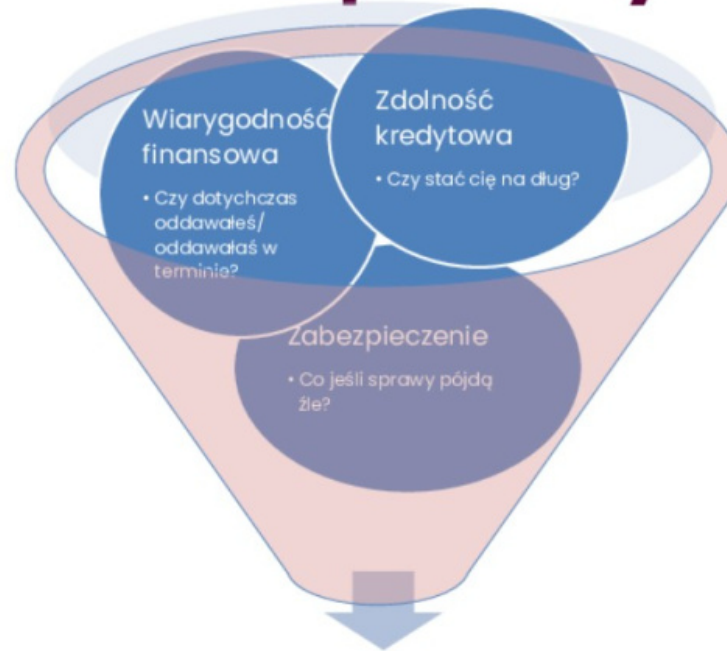 Wiarygodność
finansowa
• Czy dotychczas
oddawałeś/
oddawałaś w
terminie?
Zdolność
kredytowa
• Czy stać cię na dług?
Zabezpieczenie
• Co jeśli sprawy pójdą
źle?